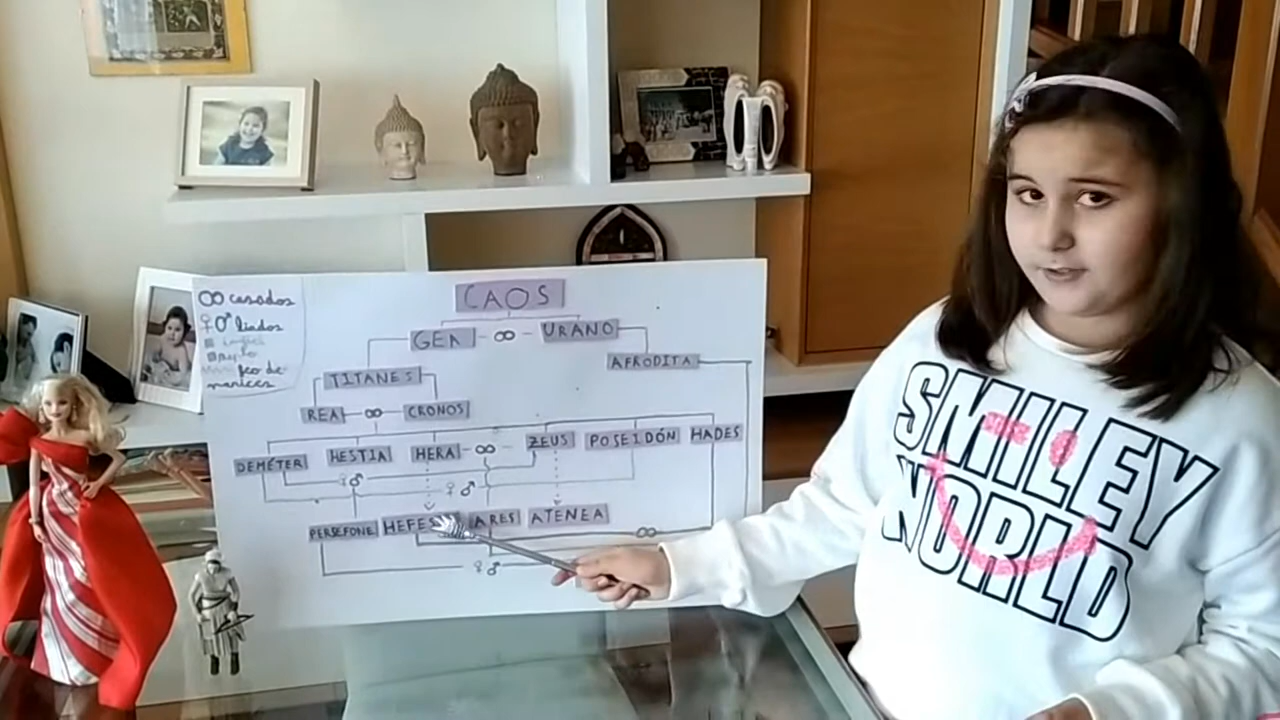 ∞ casados
♀♂ liados
feo de
narices
CAOS
GEA ∞ URANO
AFRODITA
TITANES
REA ∞ CRONOS
DEMÉTER HESTIA HERA ∞ ZEUS POSEIDÓN HADES
♂
♀♂
PERSEFONE HEFES ARES ATENEA
∞
♀♂
SMILEY
WORLD